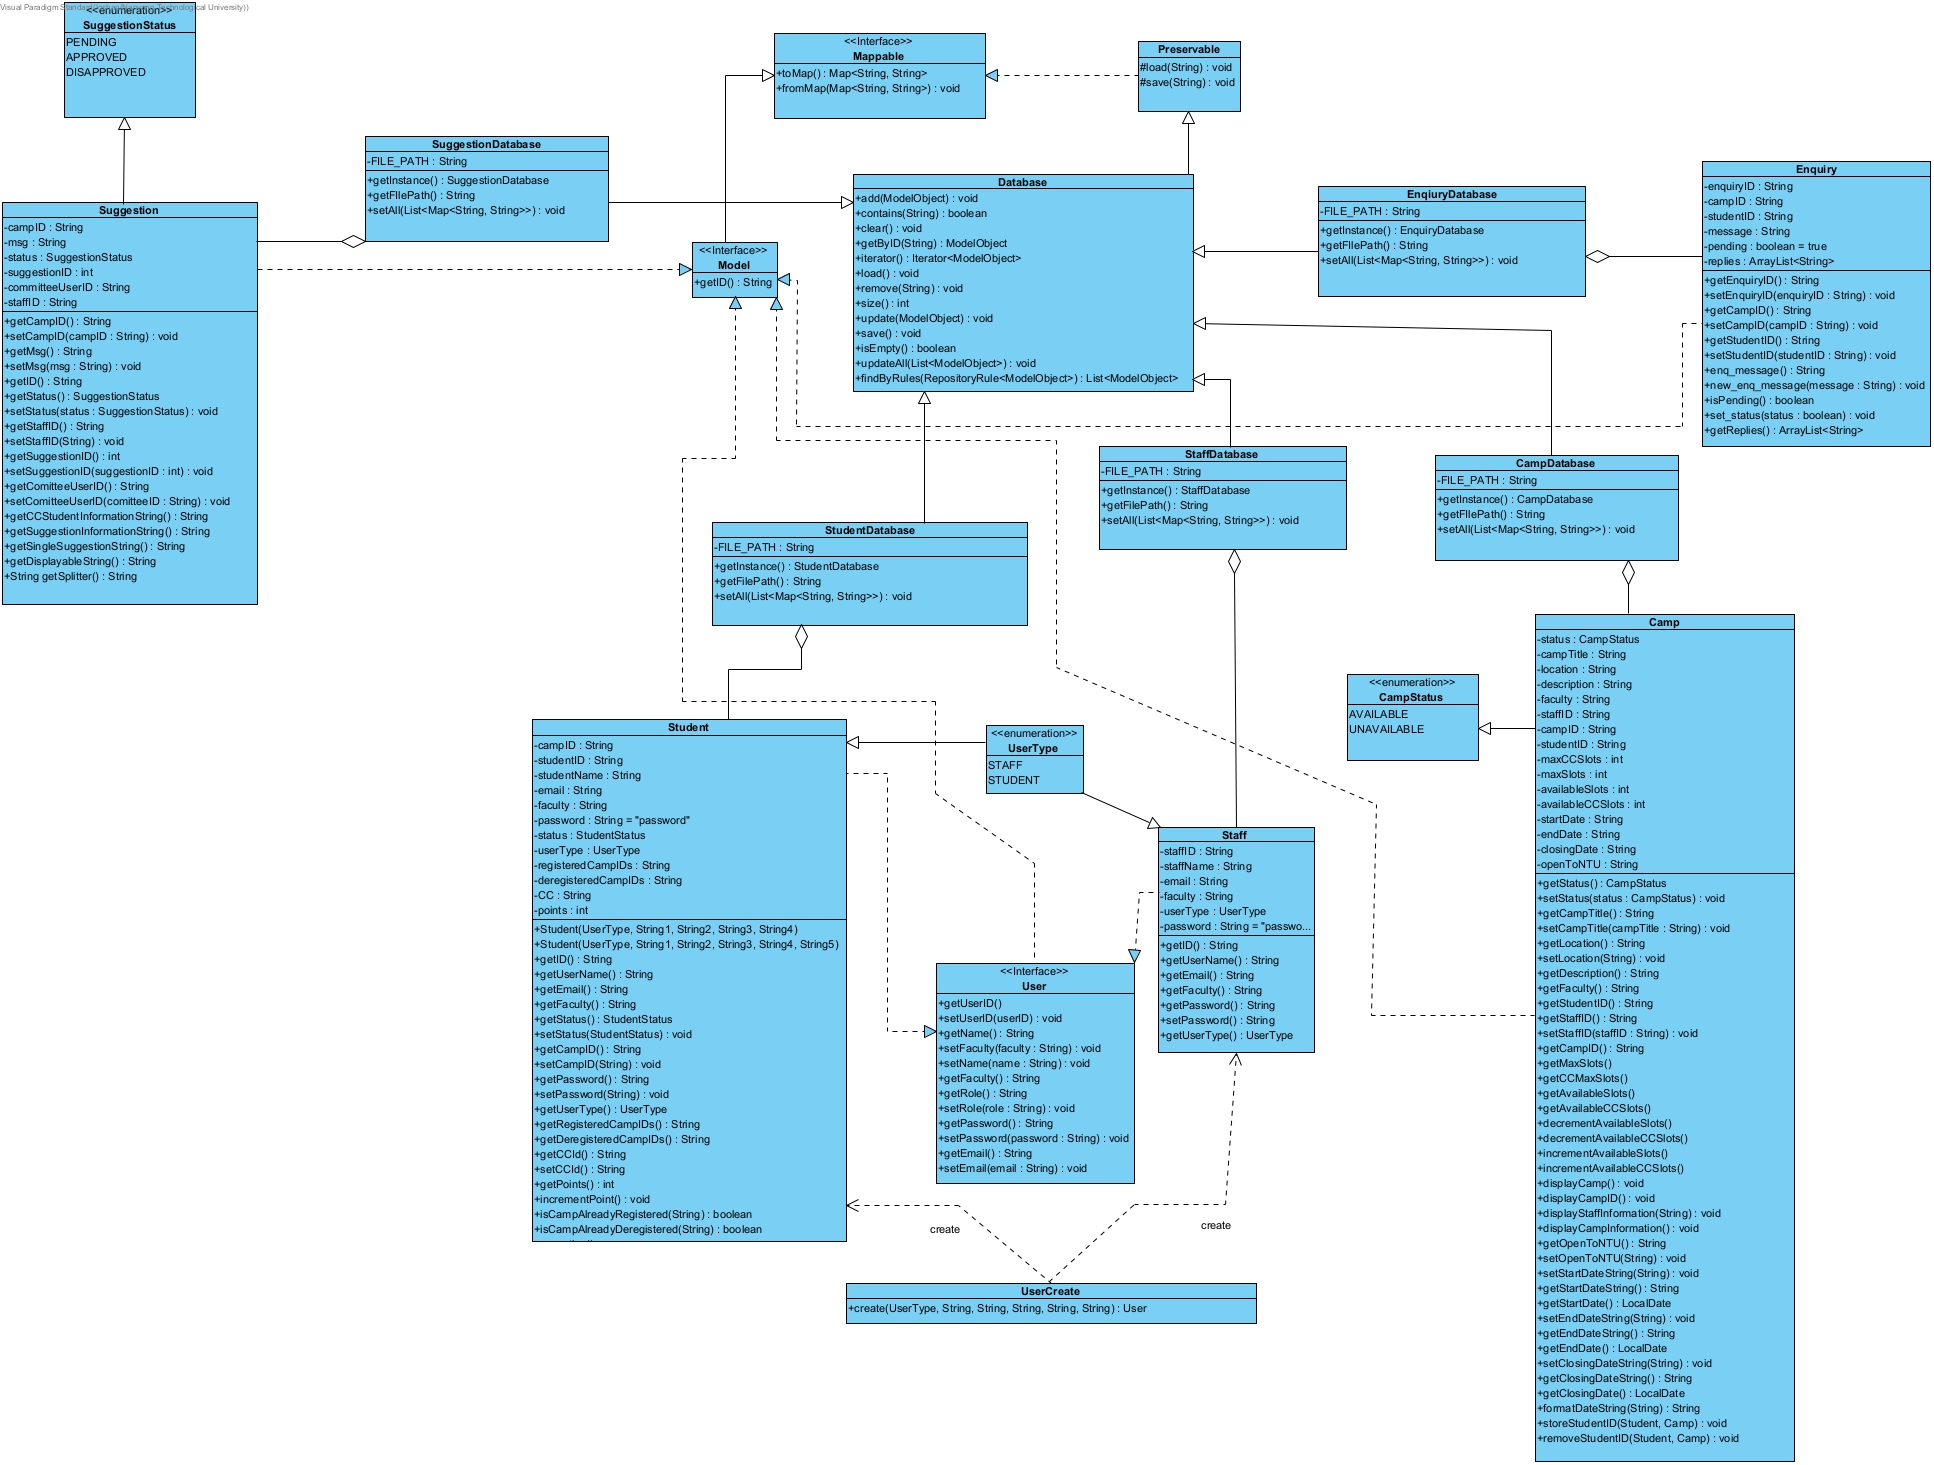 Visual Paradigm Standard
Technological University))
<<enumeration>>
SuggestionStatus
PENDING
APPROVED
DISAPPROVED
<<Interface>>
Mappable
+toMap() : Map<String, String>
+fromMap(Map<String, String>) : void
Preservable
#load(String) : void
#save(String) : void
SuggestionDatabase
-FILE_PATH : String
+getInstance() : SuggestionDatabase
+getFIlePath() : String
+setAll(List<Map<String, String>>) : void
Suggestion
-campID : String
-msg : String
-status : SuggestionStatus
-suggestionID : int
-committeeUserID : String
-staffID : String
+getCampID() : String
+setCampID(campID : String) : void
+getMsg() : String
+setMsg(msg : String) : void
+getID() : String
+getStatus() : SuggestionStatus
+setStatus(status : SuggestionStatus) : void
+getStaffID() : String
+setStaffID(String) : void
+getSuggestionID() : int
+setSuggestionID(suggestionID : int) : void
+getComitteeUserID() : String
+setComitteeUserID(comitteeID : String) : void
+getCCStudentInformationString() : String
+getSuggestionInformationString() : String
+getSingleSuggestionString() : String
+getDisplayableString() : String
+String getSplitter() : String
<<Interface>>
Model
+getID() : String
Database
+add(ModelObject) : void
+contains(String) : boolean
+clear() : void
+getByID(String) : ModelObject
+iterator() : Iterator<ModelObject>
+load() : void
+remove(String) : void
+size() : int
+update(ModelObject) : void
+save() : void
+isEmpty() : boolean
+updateAll(List<ModelObject>) : void
+findByRules(RepositoryRule<ModelObject>) : List<ModelObject>
EnqiuryDatabase
-FILE_PATH : String
+getInstance() : EnquiryDatabase
+getFIlePath() : String
+setAll(List<Map<String, String>>) : void
Enquiry
-enquiryID : String
-campID : String
-studentID : String
-message : String
-pending : boolean = true
-replies : ArrayList<String>
+getEnquiryID() : String
+setEnquiryID(enquiryID : String) : void
+getCampID() : String
+setCampID(campID : String) : void
+getStudentID() : String
+setStudentID(studentID : String) : void
+enq_message() : String
+new_enq_message(message : String) : void
+isPending() : boolean
+set_status(status : boolean) : void
+getReplies() : ArrayList<String>
StaffDatabase
-FILE_PATH : String
+getInstance() : StaffDatabase
+getFilePath() : String
+setAll(List<Map<String, String>>) : void
CampDatabase
-FILE_PATH : String
+getInstance() : CampDatabase
+getFIlePath() : String
+setAll(List<Map<String, String>>) : void
StudentDatabase
-FILE_PATH : String
+getInstance() : StudentDatabase
+getFilePath() : String
+setAll(List<Map<String, String>>) : void
Student
-campID : String
-studentID : String
-studentName : String
-email : String
-faculty : String
-password : String = "password"
-status : StudentStatus
-userType : UserType
-registeredCampIDs : String
-deregisteredCampIDs : String
-CC : String
-points : int
+Student(UserType, String1, String2, String3, String4)
+Student(UserType, String1, String2, String3, String4, String5)
+getID() : String
+getUserName() : String
+getEmail() : String
+getFaculty() : String
+getStatus() : StudentStatus
+setStatus(StudentStatus) : void
+getCampID() : String
+setCampID(String) : void
+getPassword() : String
+setPassword(String) : void
+getUserType() : UserType
+getRegisteredCampIDs() : String
+getDeregisteredCampIDs() : String
+getCCId() : String
+setCCId() : String
+getPoints() : int
+incrementPoint() : void
+isCampAlreadyRegistered(String) : boolean
+isCampAlreadyDeregistered(String) : boolean
<<enumeration>>
UserType
STAFF
STUDENT
Staff
-staffID : String
-staffName : String
-email : String
-faculty : String
-userType : UserType
-password : String = "passwo...
+getID() : String
+getUserName() : String
+getEmail() : String
+getFaculty() : String
+getPassword() : String
+setPassword() : String
+getUserType() : UserType
<<Interface>>
User
+getUserID()
+setUserID(userID) : void
+getName() : String
+setFaculty(faculty : String) : void
+setName(name : String) : void
+getFaculty() : String
+getRole() : String
+setRole(role : String) : void
+getPassword() : String
+setPassword(password : String) : void
+getEmail() : String
+setEmail(email : String) : void
<<enumeration>>
CampStatus
AVAILABLE
UNAVAILABLE
Camp
-status : CampStatus
-campTitle : String
-location : String
-description : String
-faculty : String
-staffID : String
-campID : String
-studentID : String
-maxCCSlots : int
-maxSlots : int
-availableSlots : int
-availableCCSlots : int
-startDate : String
-endDate : String
-closingDate : String
-openToNTU : String
+getStatus() : CampStatus
+setStatus(status : CampStatus) : void
+getCampTitle() : String
+setCampTitle(campTitle : String) : void
+getLocation() : String
+setLocation(String) : void
+getDescription() : String
+getFaculty() : String
+getStudentID() : String
+getStaffID() : String
+setStaffID(staffID : String) : void
+getCampID() : String
+getMaxSlots()
+getCCMaxSlots()
+getAvailableSlots()
+getAvailableCCSlots()
+decrementAvailableSlots()
+decrementAvailableCCSlots()
+incrementAvailableSlots()
+incrementAvailableCCSlots()
+displayCamp() : void
+displayCampID() : void
+displayStaffInformation(String) : void
+displayCampInformation() : void
+getOpenToNTU() : String
+setOpenToNTU(String) : void
+setStartDateString(String) : void
+getStartDateString() : String
+getStartDate() : LocalDate
+setEndDateString(String) : void
+getEndDateString() : String
+getEndDate() : LocalDate
+setClosingDateString(String) : void
+getClosingDateString() : String
+getClosingDate() : LocalDate
+formatDateString(String) : String
+storeStudentID(Student, Camp) : void
+removeStudentID(Student, Camp) : void
create
create
UserCreate
+create(UserType, String, String, String, String, String) : User